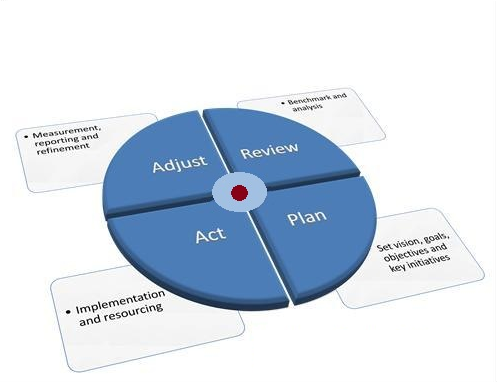 • Measurement,
reporting and
refinement
• Benchmark and
analysis
Adjust
Review
Act
Plan
Set vision, goals,
objectives and
key initiatives
• Implementation
and resourcing